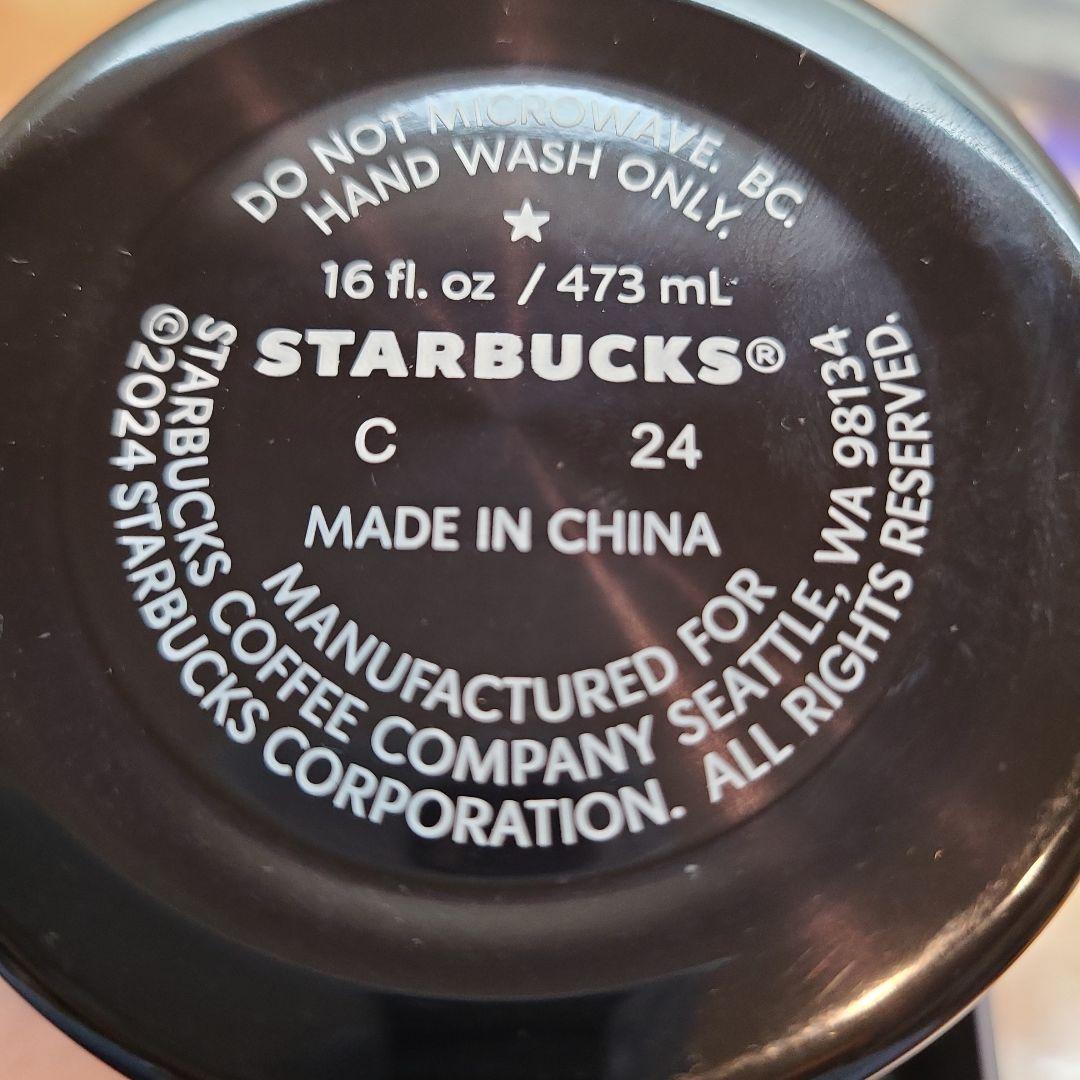 DO NOT MICROWAVE. BC.
HAND WASH ONLY.
16 fl. oz / 473 mL
STARBUCKS®
C 24
MADE IN CHINA
MANUFACTURED FOR
STARBUCKS COFFEE COMPANY SEATTLE, WA 98134
©2024 STARBUCKS CORPORATION. ALL RIGHTS RESERVED.